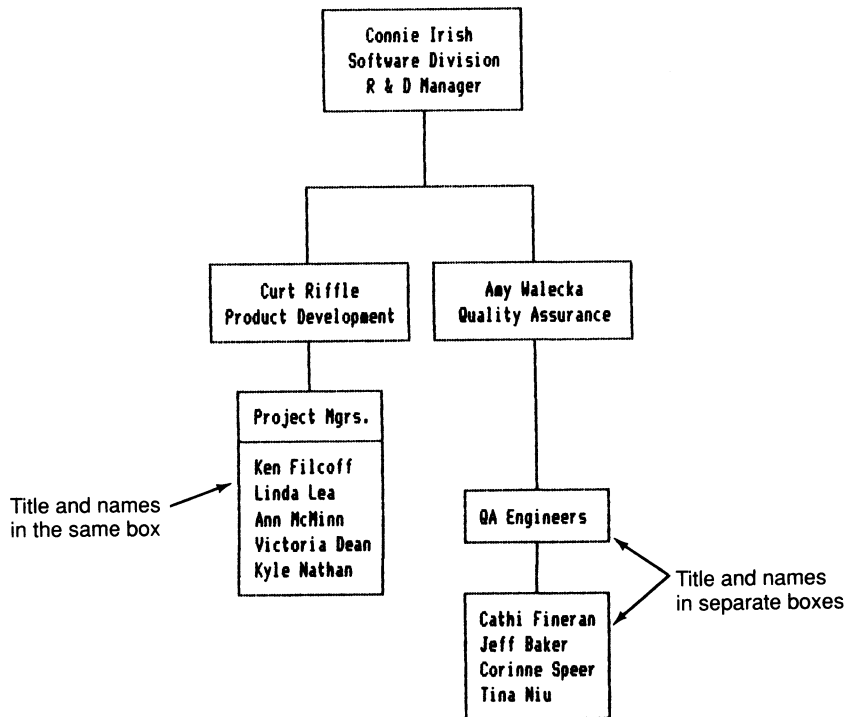 Connie Irish
Software Division
R & D Manager
Curt Riffle
Product Development
Amy Walecka
Quality Assurance
Project Mgrs.
Ken Filcoff
Linda Lea
Ann McMinn
Victoria Dean
Kyle Nathan
Title and names
in the same box
QA Engineers
Cathi Fineran
Jeff Baker
Corinne Speer
Tina Niu
Title and names
in separate boxes